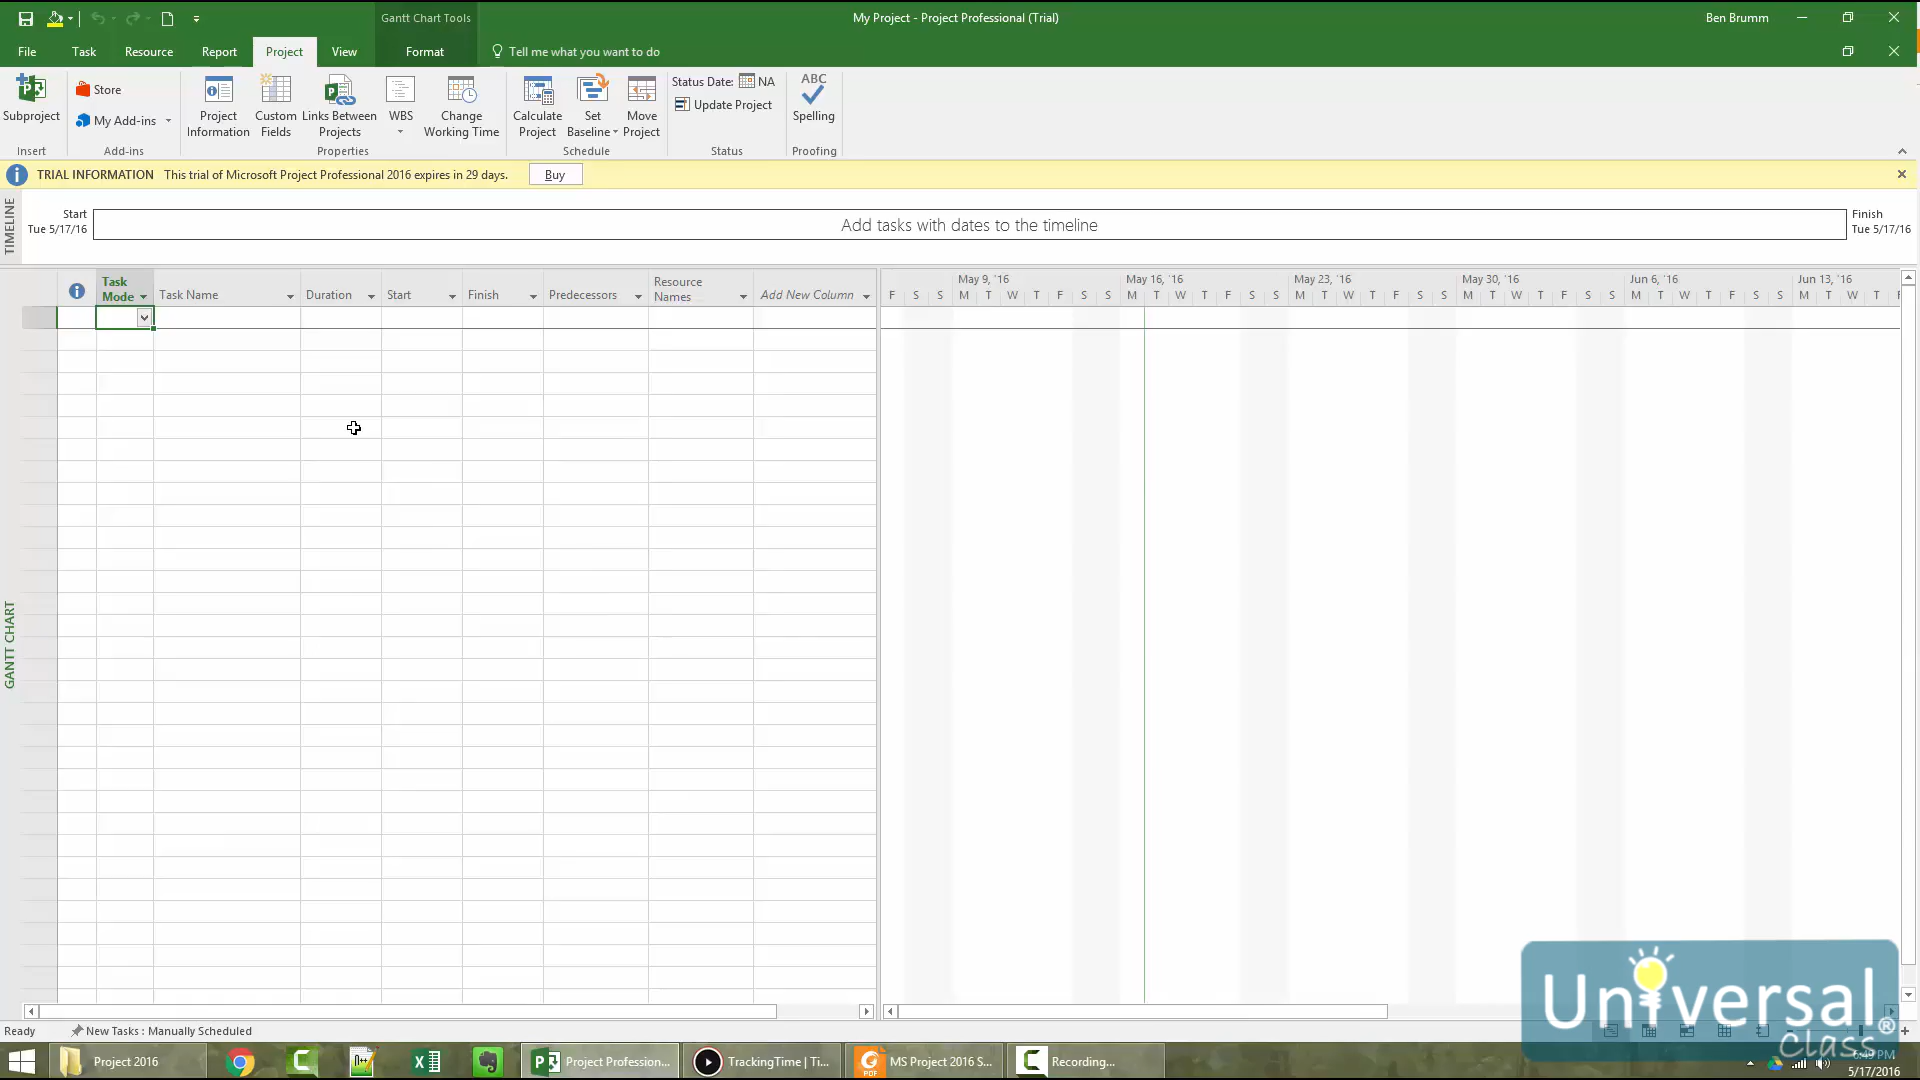 Gantt Chart Tools
My Project - Project Professional (Trial)
Ben Brumm
File Task Resource Report Project View Format Tell me what you want to do
Subproject
Store
My Add-ins
Project Information
Custom Fields
Links Between Projects
WBS
Change Working Time
Calculate Project
Set Baseline
Move Project
Status Date: NA
Update Project
ABC
Spelling
Insert Add-ins Properties Schedule Status Proofing
TRIAL INFORMATION This trial of Microsoft Project Professional 2016 expires in 29 days. Buy
TIMELINE
Start
Tue 5/17/16
Add tasks with dates to the timeline
Finish
Tue 5/17/16
Task Mode Task Name Duration Start Finish Predecessors Resource Names Add New Column
May 9, '16 May 16, '16 May 23, '16 May 30, '16 Jun 6, '16 Jun 13, '16
F S S M T W T F S S M T W T F S S M T W T F S S M T W T F S S M T W T F S S M T W T F
GANTT CHART
Universal
Class
®
Ready New Tasks : Manually Scheduled
Project 2016
Project Profession...
TrackingTime | Ti...
PDF
MS Project 2016 S...
Recording...
5/17/2016